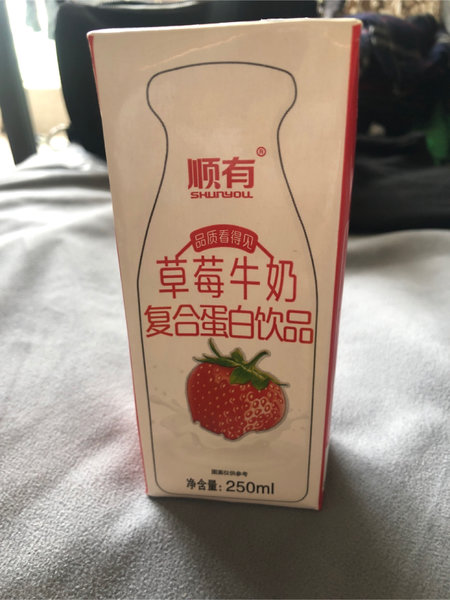 顺有®
SHUNYOU
品质看得见
草莓牛奶
复合蛋白饮品
图案仅供参考
净含量: 250ml